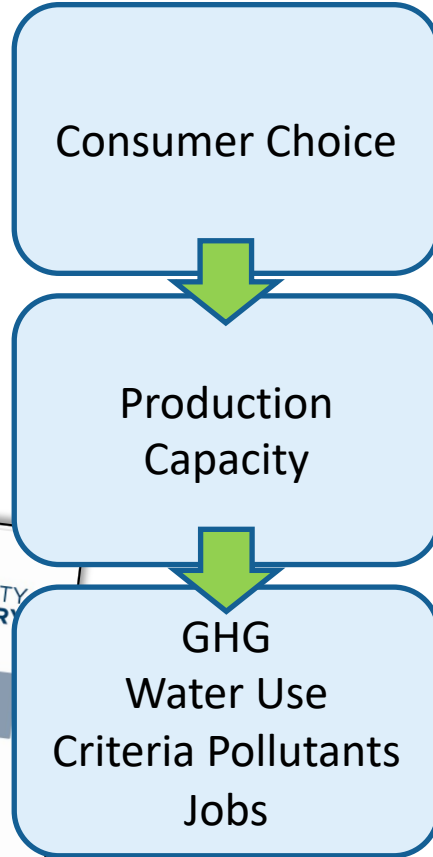 Consumer Choice
Production
Capacity
GHG
Water Use
Criteria Pollutants
Jobs